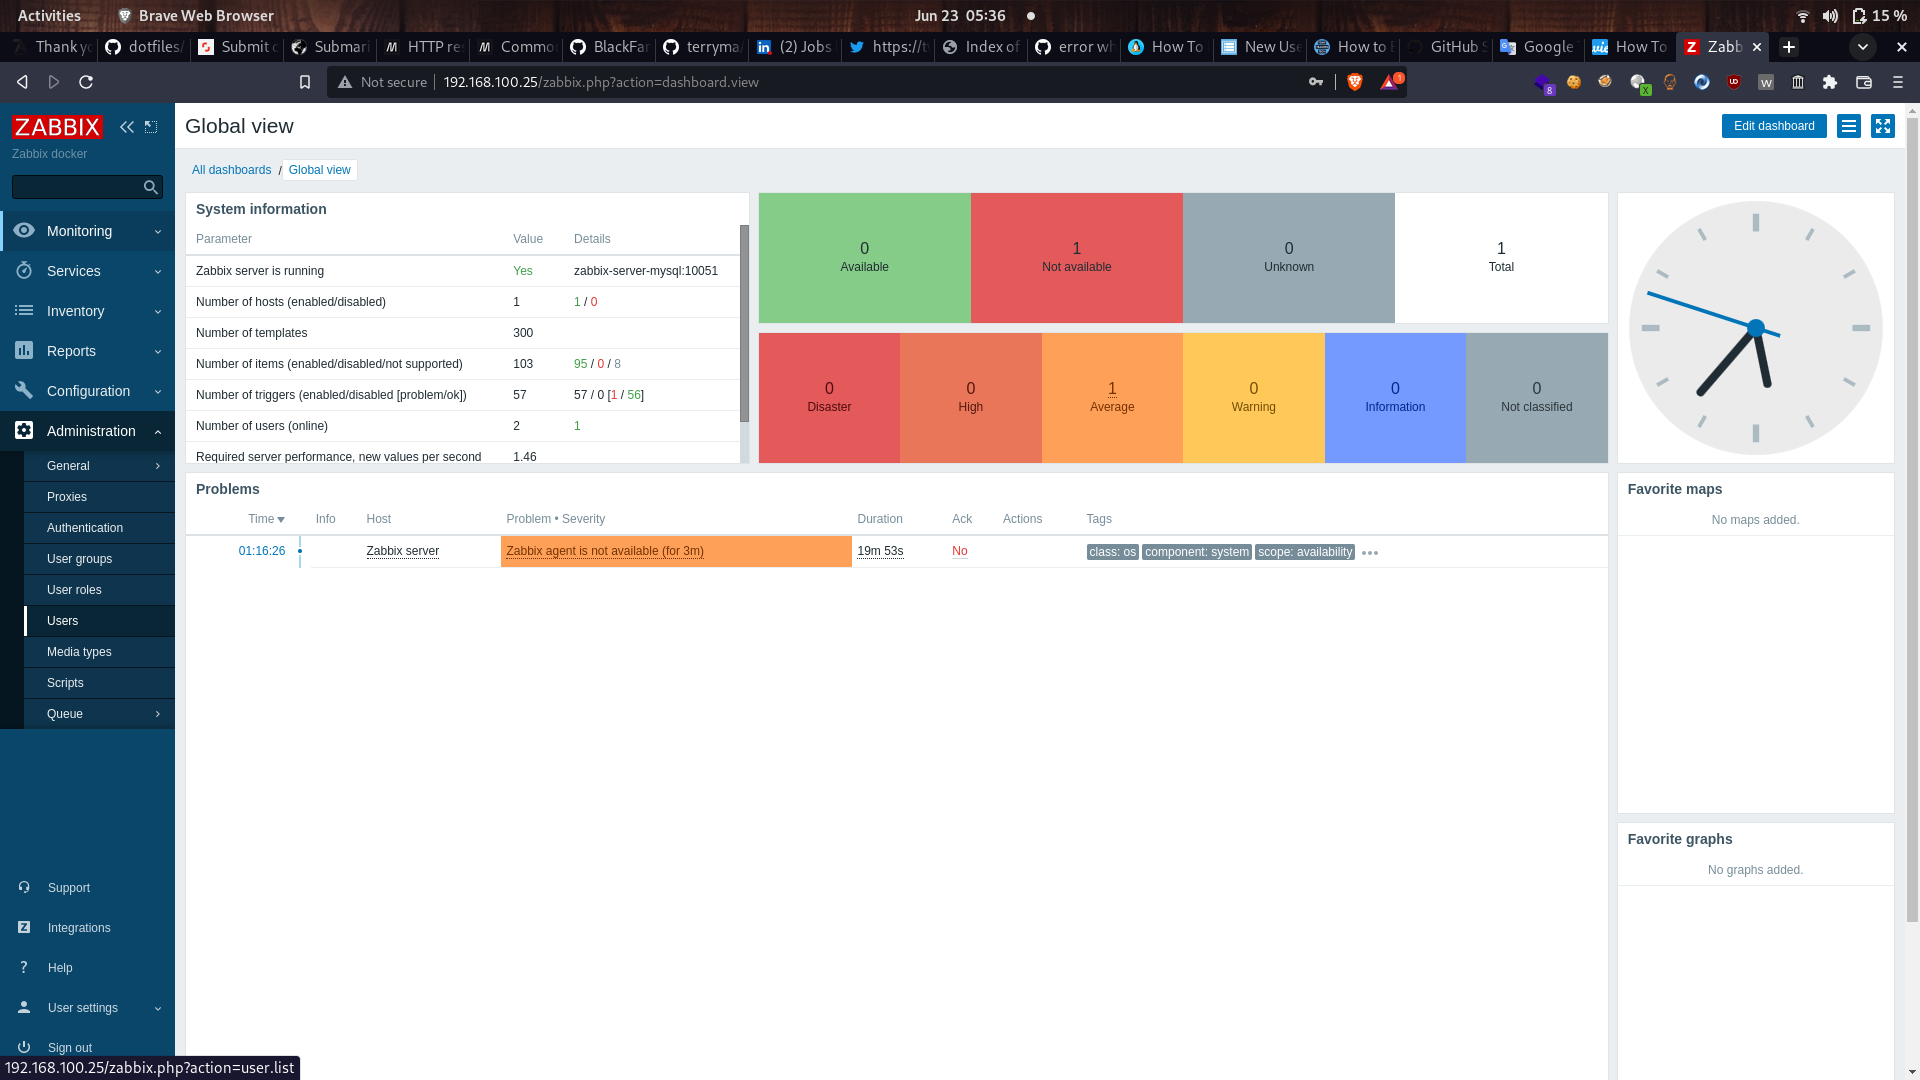 Activities
Brave Web Browser
Jun 23 05:36
15 %
Thank yo
dotfiles/
Submit
Submari
HTTP re
Commo
BlackFar
terryma
(2) Jobs
https://t
Index of
error wh
How To
New Use
How to
GitHub S
Google
How To
Zabb
Not secure
192.168.100.25/zabbix.php?action=dashboard.view
1
8
X
UD
W
ZABBIX
Zabbix docker
Monitoring
Services
Inventory
Reports
Configuration
Administration
General
Proxies
Authentication
User groups
User roles
Users
Media types
Scripts
Queue
Support
Integrations
Help
User settings
Sign out
192.168.100.25/zabbix.php?action=user.list
Global view
Edit dashboard
All dashboards / Global view
System information
Parameter Value Details
Zabbix server is running Yes zabbix-server-mysql:10051
Number of hosts (enabled/disabled) 1 1 / 0
Number of templates 300
Number of items (enabled/disabled/not supported) 103 95 / 0 / 8
Number of triggers (enabled/disabled [problem/ok]) 57 57 / 0 [1 / 56]
Number of users (online) 2 1
Required server performance, new values per second 1.46
0 Available
1 Not available
0 Unknown
1 Total
0 Disaster
0 High
1 Average
0 Warning
0 Information
0 Not classified
Problems
Time Info Host Problem • Severity Duration Ack Actions Tags
01:16:26 Zabbix server Zabbix agent is not available (for 3m) 19m 53s No class: os component: system scope: availability
Favorite maps
No maps added.
Favorite graphs
No graphs added.